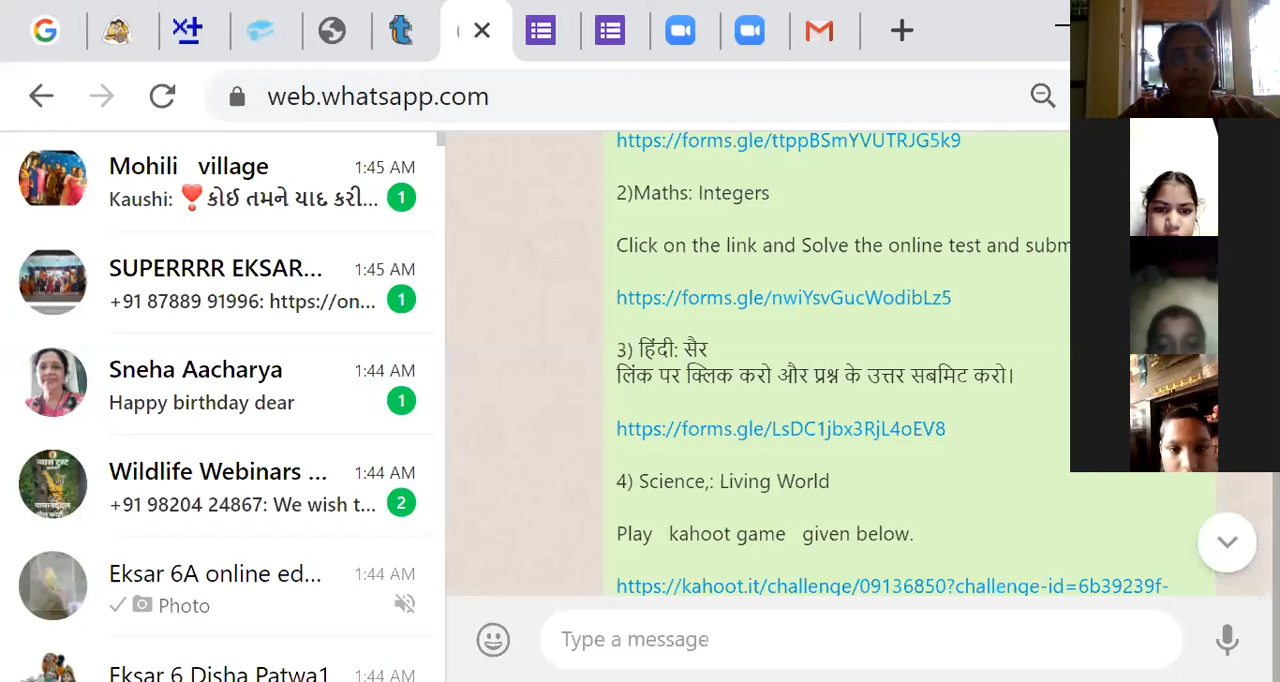 web.whatsapp.com
Mohili village
1:45 AM
Kaushi: ❣કોઈ તમને યાદ કરી...
1
SUPERRRR EKSAR...
1:45 AM
+91 87889 91996: https://on...
1
Sneha Aacharya
1:44 AM
Happy birthday dear
1
Wildlife Webinars ...
1:44 AM
+91 98204 24867: We wish t...
2
Eksar 6A online ed...
1:44 AM
Photo
Eksar 6 Disha Patwa1
1:44 AM
https://forms.gle/ttppBSmYVUTRJG5k9
2)Maths: Integers
Click on the link and Solve the online test and subm
https://forms.gle/nwiYsvGucWodibLz5
3) हिंदी: सैर
लिंक पर क्लिक करो और प्रश्न के उत्तर सबमिट करो।
https://forms.gle/LsDC1jbx3RjL4oEV8
4) Science,: Living World
Play kahoot game given below.
https://kahoot.it/challenge/09136850?challenge-id=6b39239f-
Type a message